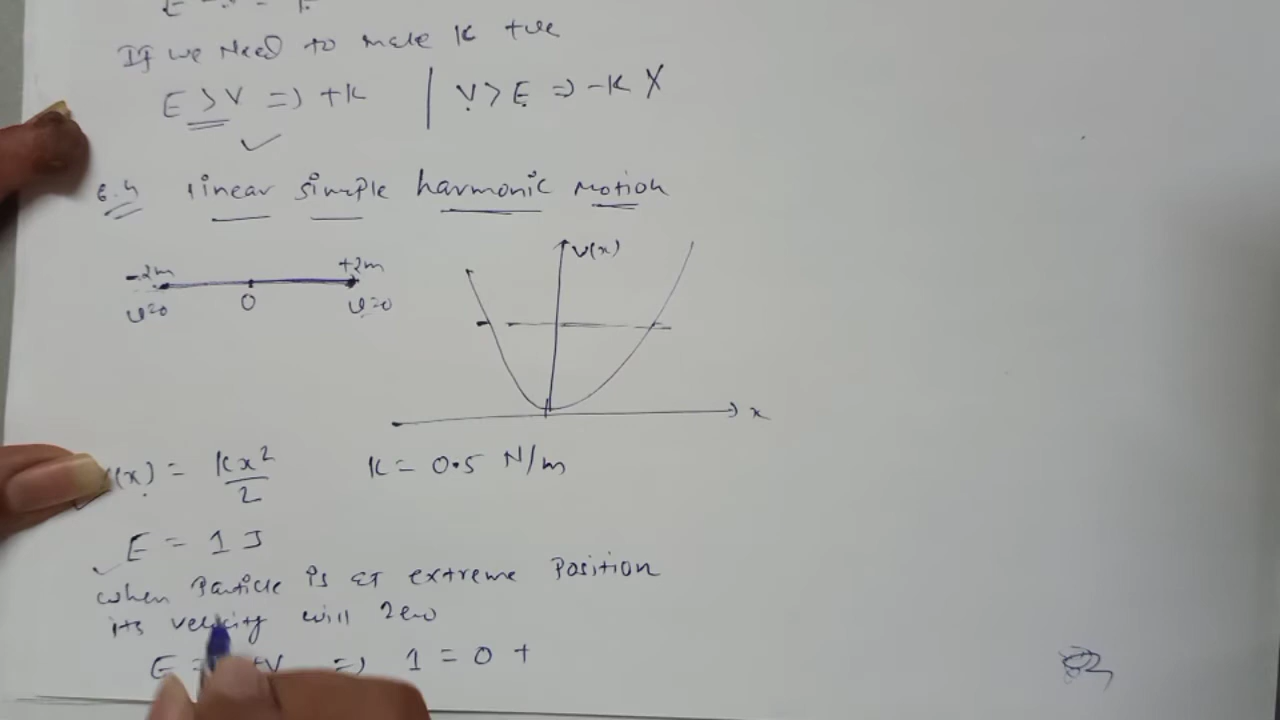 If we need to make K +ve
E > V => +K | V > E => -K X
6.4 linear simple harmonic motion
-2m +2m
v=0 0 v=0
V(x)
x
(x) = kx²/2 K = 0.5 N/m
E = 1 J
when particle is at extreme position
its velocity will zero
E = +V => 1 = 0 +